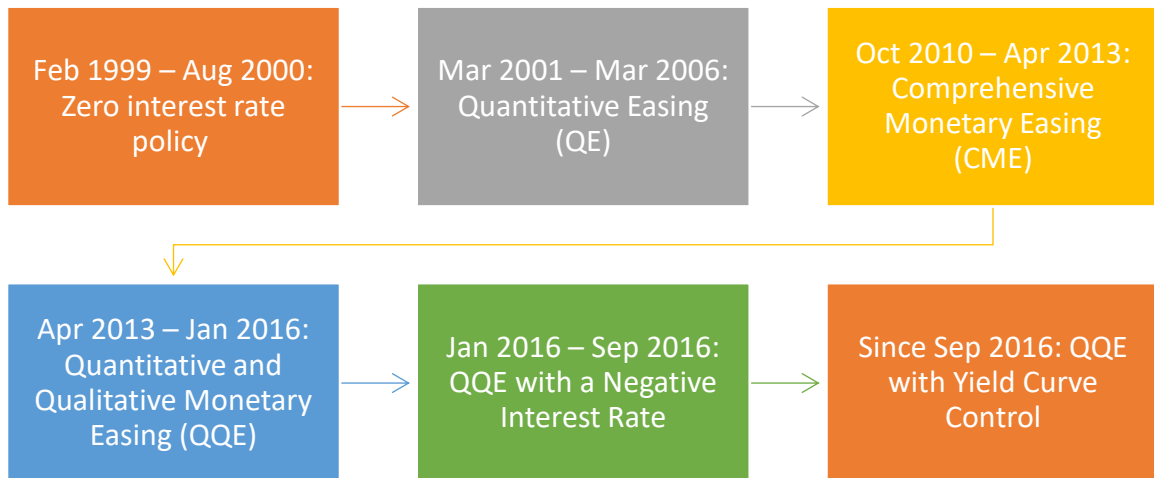 Feb 1999 – Aug 2000:
Zero interest rate
policy
Mar 2001 – Mar 2006:
Quantitative Easing
(QE)
Oct 2010 – Apr 2013:
Comprehensive
Monetary Easing
(CME)
Apr 2013 – Jan 2016:
Quantitative and
Qualitative Monetary
Easing (QQE)
Jan 2016 – Sep 2016:
QQE with a Negative
Interest Rate
Since Sep 2016: QQE
with Yield Curve
Control